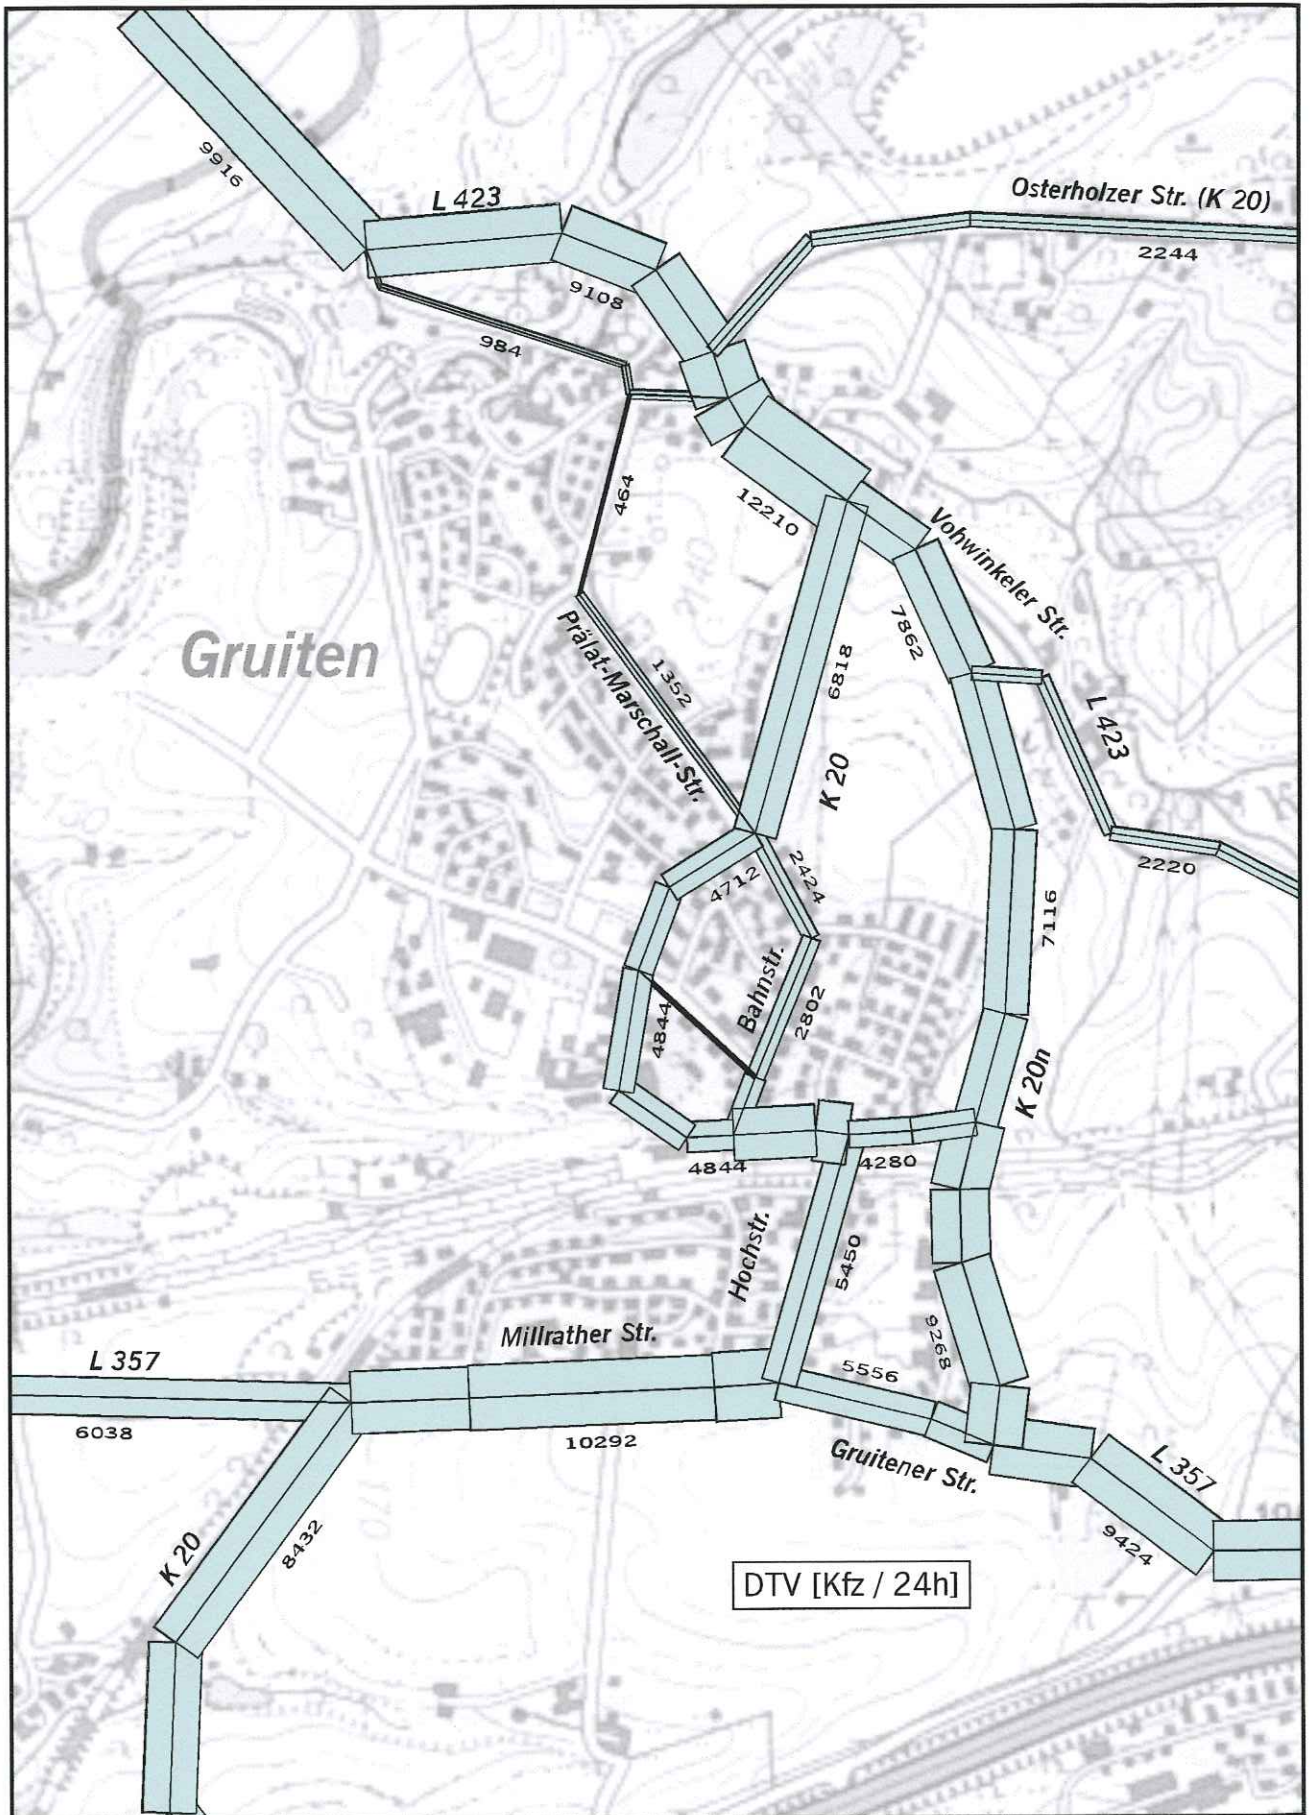 9916
L 423
Osterholzer Str. (K 20)
2244
9108
984
464
12210
Vohwinkeler Str.
7862
Gruiten
Prälat-Marschall-Str.
1352
6818
K 20
L 423
2220
4712
2424
7116
Bahnstr.
2802
4844
K 20n
4844
4280
Hochstr.
5450
9268
Millrather Str.
L 357
6038
10292
5556
Gruitener Str.
L 357
9424
K 20
8432
DTV [Kfz / 24h]